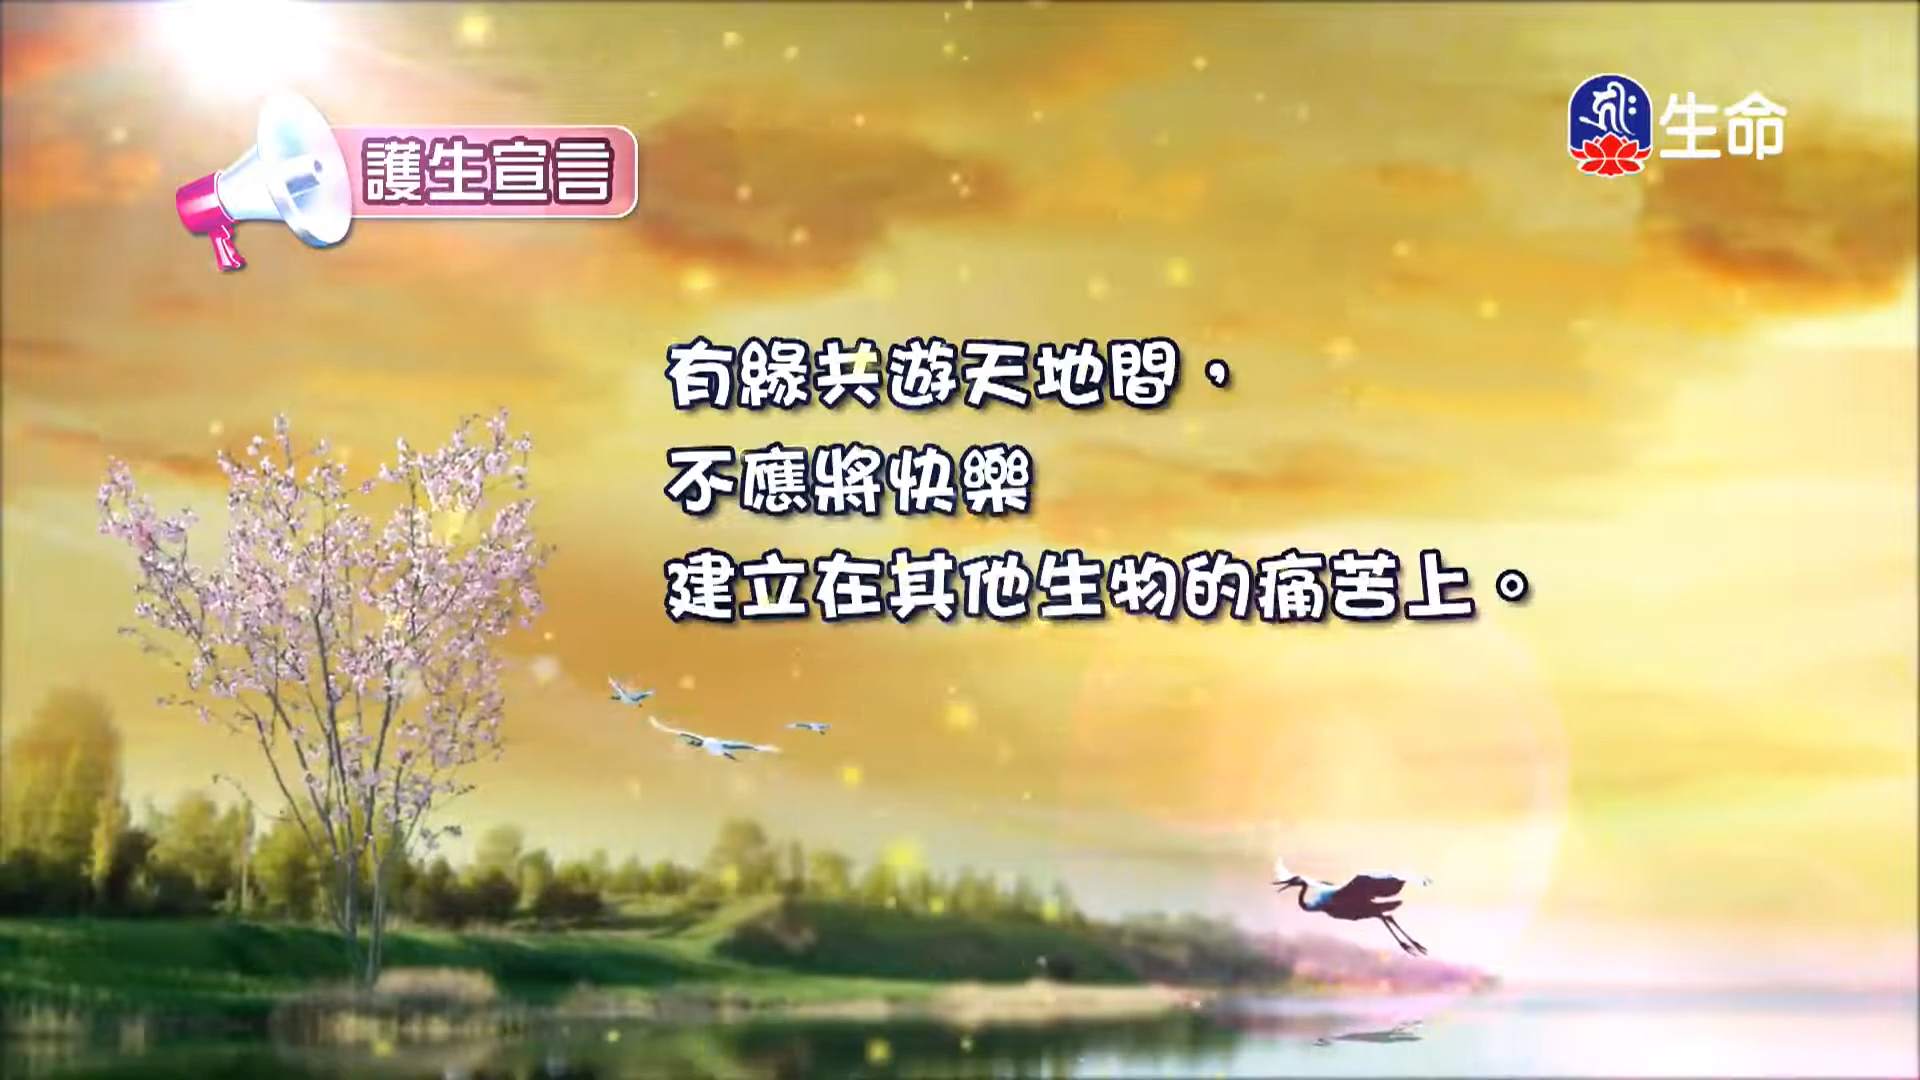 護生宣言
生命
有緣共遊天地間，
不應將快樂
建立在其他生物的痛苦上。